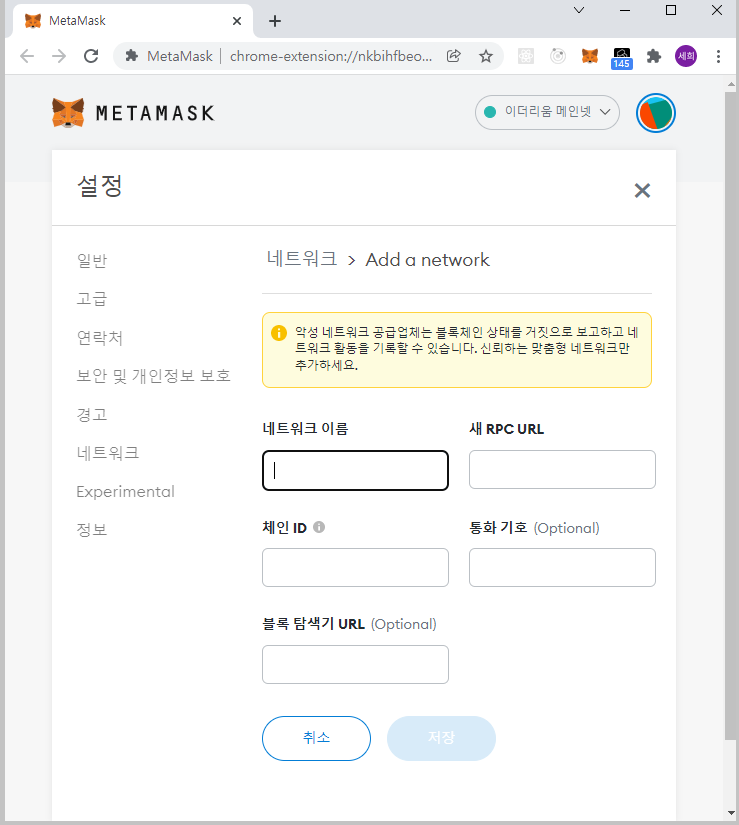 MetaMask
MetaMask | chrome-extension://nkbihfbeo...
145
세희
METAMASK
이더리움 메인넷
설정
일반
고급
연락처
보안 및 개인정보 보호
경고
네트워크
Experimental
정보
네트워크 > Add a network
악성 네트워크 공급업체는 블록체인 상태를 거짓으로 보고하고 네
트워크 활동을 기록할 수 있습니다. 신뢰하는 맞춤형 네트워크만
추가하세요.
네트워크 이름
새 RPC URL
체인 ID
통화 기호 (Optional)
블록 탐색기 URL (Optional)
취소
저장